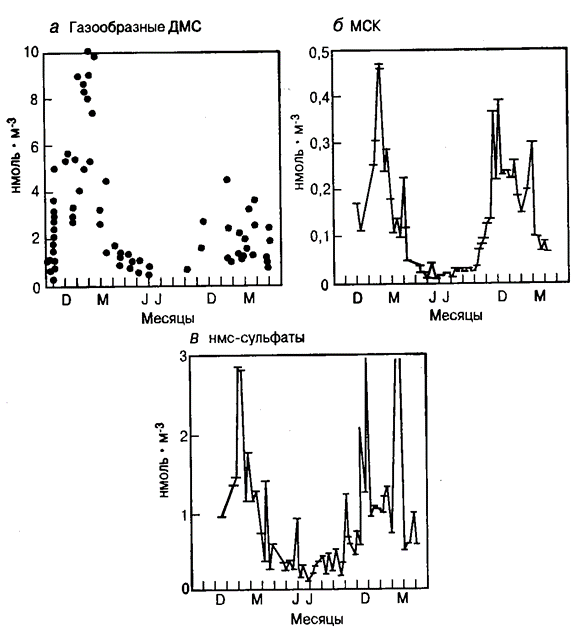 а Газообразные ДМС
нмоль • м-3
10
8
6
4
2
0
D M J J D M
Месяцы
б МСК
нмоль • м-3
0,5
0,4
0,3
0,2
0,1
0
D M J J D M
Месяцы
в нмс-сульфаты
нмоль • м-3
3
2
1
0
D M J J D M
Месяцы